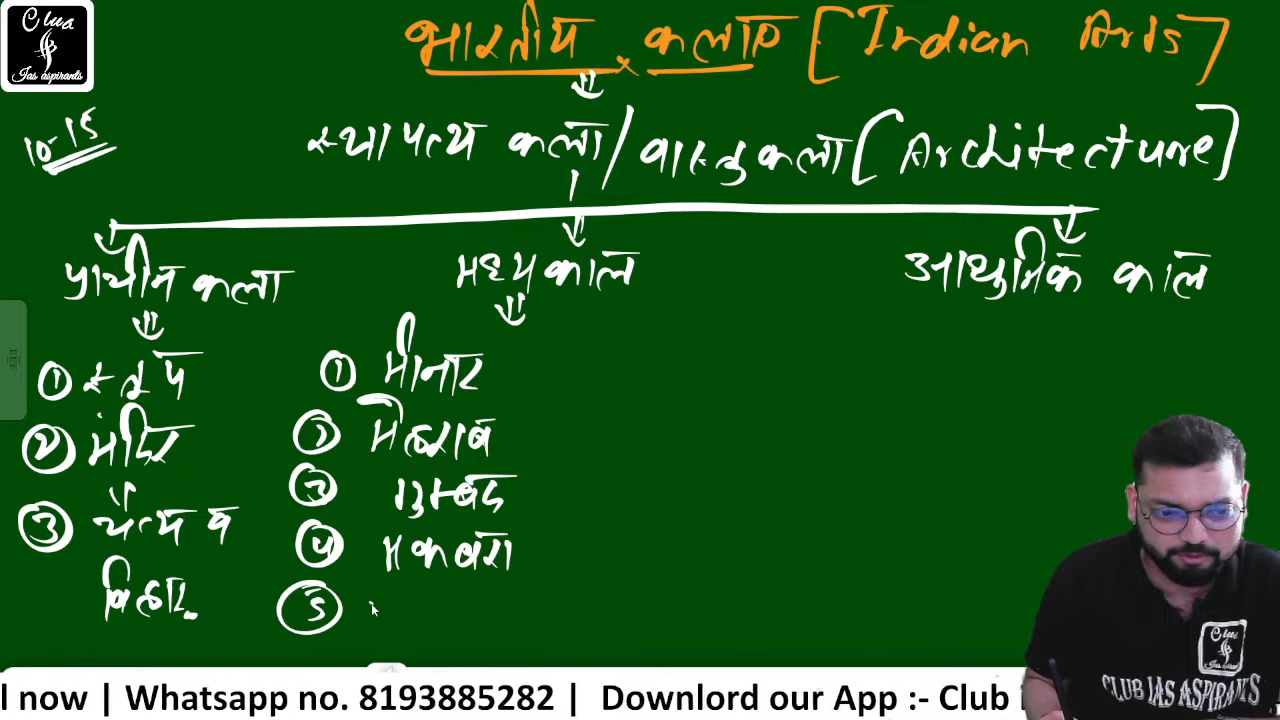 Club
Ias aspirants
भारतीय कलाएं [Indian Arts]
10-15
स्थापत्य कला / वास्तुकला [Architecture]
प्राचीन कला
मध्य काल
आधुनिक काल
① स्तूप
② मंदिर
③ चैत्य व
विहार
① मीनार
② मेहराब
③ गुम्बद
④ मकबरा
⑤
Club
CLUB IAS ASPIRANTS
l now | Whatsapp no. 8193885282 | Downlord our App :- Club